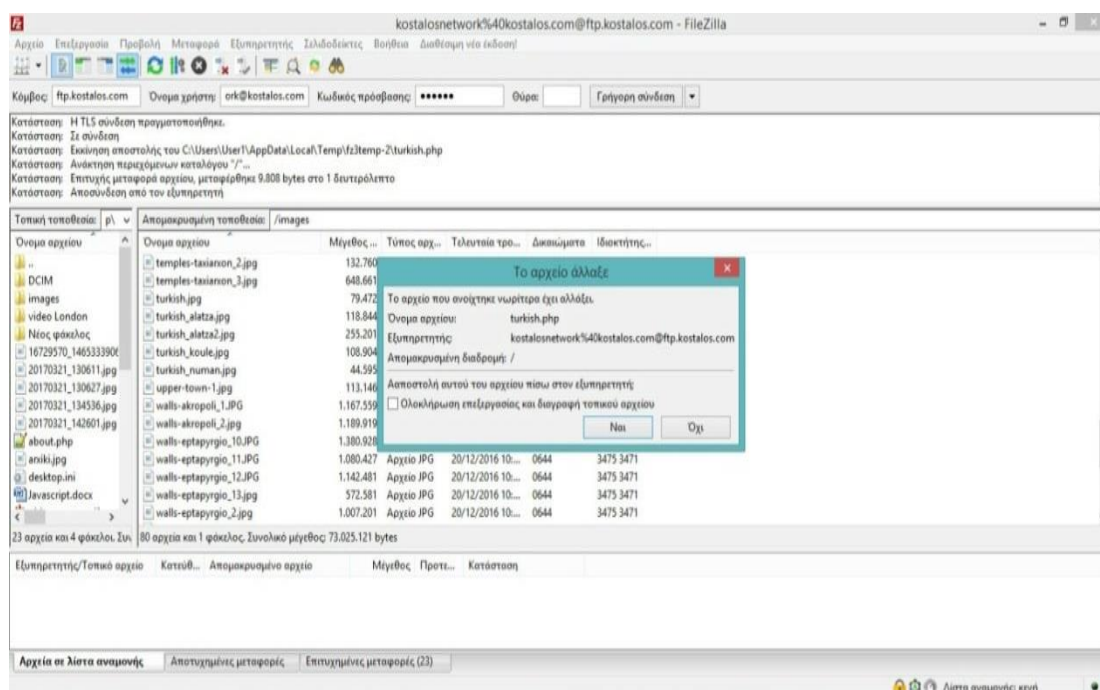 kostalosnetwork%40kostalos.com@ftp.kostalos.com - FileZilla
Αρχείο Επεξεργασία Προβολή Μεταφορά Εξυπηρετητής Σελιδοδείκτες Βοήθεια Διαθέσιμη νέα έκδοση!
Κόμβος: ftp.kostalos.com Όνομα χρήστη: ork@kostalos.com Κωδικός πρόσβασης: •••••• Θύρα: Γρήγορη σύνδεση
Κατάσταση: Η TLS σύνδεση πραγματοποιήθηκε.
Κατάσταση: Σε σύνδεση
Κατάσταση: Εκκίνηση αποστολής του C:\Users\User1\AppData\Local\Temp\fz3temp-2\turkish.php
Κατάσταση: Ανάκτηση περιεχόμενων καταλόγου "/"...
Κατάσταση: Επιτυχής μεταφορά αρχείου, μεταφέρθηκε 9.808 bytes στο 1 δευτερόλεπτο
Κατάσταση: Αποσύνδεση από τον εξυπηρετητή
Τοπική τοποθεσία: p\ Απομακρυσμένη τοποθεσία: /images
Όνομα αρχείου Όνομα αρχείου Μέγεθος ... Τύπος αρχ... Τελευταία τρο... Δικαιώματα Ιδιοκτήτης...
.. temples-taxiarxon_2.jpg 132.760
DCIM temples-taxiarxon_3.jpg 648.661
images turkish.jpg 79.472
video London turkish_alatza.jpg 118.844
Νέος φάκελος turkish_alatza2.jpg 255.201
16729570_146533390€ turkish_koule.jpg 108.904
20170321_130611.jpg turkish_numan.jpg 44.595
20170321_130627.jpg upper-town-1.jpg 113.146
20170321_134536.jpg walls-akropoli_1.JPG 1.167.559
20170321_142601.jpg walls-akropoli_2.jpg 1.189.919
about.php walls-eptapyrgio_10.JPG 1.380.928
aniki.jpg walls-eptapyrgio_11.JPG 1.080.427 Αρχείο JPG 20/12/2016 10:... 0644 3475 3471
desktop.ini walls-eptapyrgio_12.JPG 1.142.481 Αρχείο JPG 20/12/2016 10:... 0644 3475 3471
Javascript.docx walls-eptapyrgio_13.jpg 572.581 Αρχείο JPG 20/12/2016 10:... 0644 3475 3471
walls-eptapyrgio_2.jpg 1.007.201 Αρχείο JPG 20/12/2016 10:... 0644 3475 3471
Το αρχείο άλλαξε
Το αρχείο που ανοίχτηκε νωρίτερα έχει αλλάξει.
Όνομα αρχείου: turkish.php
Εξυπηρετητής: kostalosnetwork%40kostalos.com@ftp.kostalos.com
Απομακρυσμένη διαδρομή: /
Ααποστολή αυτού του αρχείου πίσω στον εξυπηρετητή;
Ολοκλήρωση επεξεργασίας και διαγραφή τοπικού αρχείου
Ναι Όχι
23 αρχεία και 4 φάκελοι. Συν 80 αρχεία και 1 φάκελος. Συνολικό μέγεθος: 73.025.121 bytes
Εξυπηρετητής/Τοπικό αρχείο Κατεύθ... Απομακρυσμένο αρχείο Μέγεθος Προτε... Κατάσταση
Αρχεία σε λίστα αναμονής Αποτυχημένες μεταφορές Επιτυχημένες μεταφορές (23)
Λίστα αναμονής: κενή